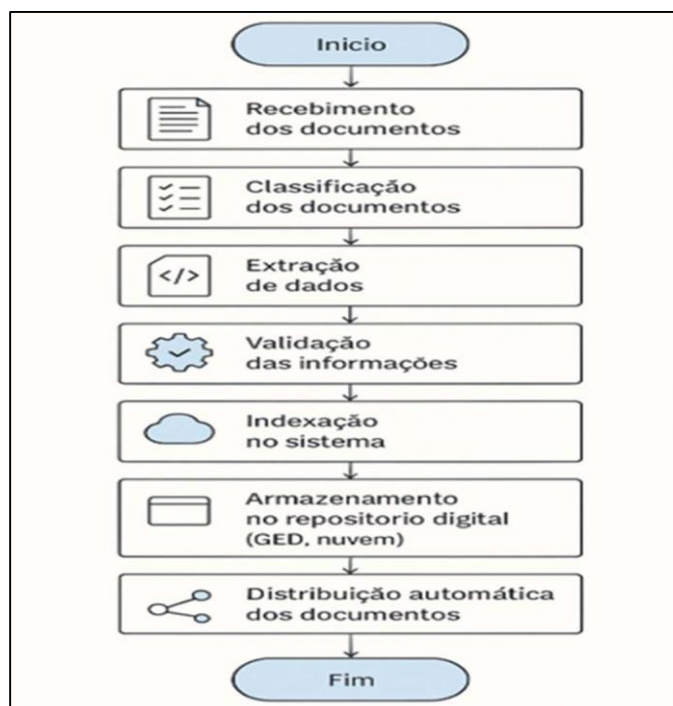 Inicio
Recebimento
dos documentos
Classificação
dos documentos
</>
Extração
de dados
Validação
das informações
Indexação
no sistema
Armazenamento
no repositorio digital
(GED, nuvem)
Distribuição automática
dos documentos
Fim